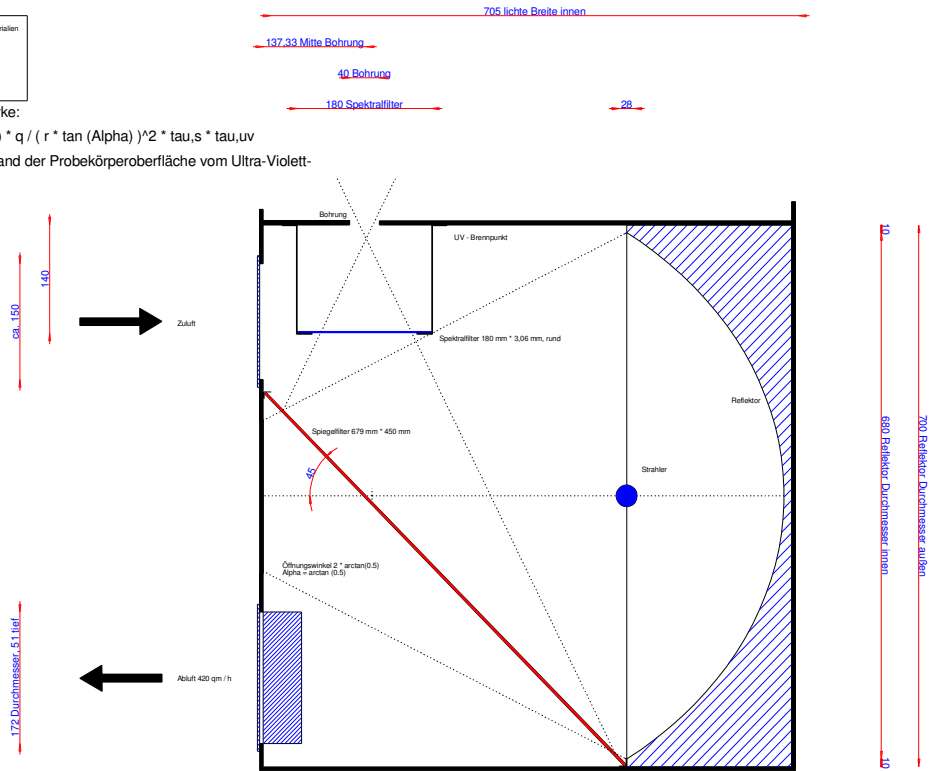 705 lichte Breite innen
rialien
137,33 Mitte Bohrung
40 Bohrung
180 Spektralfilter
28
rke:
) * q / ( r * tan (Alpha) )^2 * tau,s * tau,uv
and der Probekörperoberfläche vom Ultra-Violett-
Bohrung
UV - Brennpunkt
10
140
ca. 150
Zuluft
Spektralfilter 180 mm * 3,06 mm, rund
Reflektor
Spiegelfilter 679 mm * 450 mm
45
Strahler
680 Reflektor Durchmesser innen
700 Reflektor Durchmesser außen
Öffnungswinkel 2 * arctan(0.5)
Alpha = arctan (0.5)
172 Durchmesser, 51 tief
Abluft 420 qm / h
10